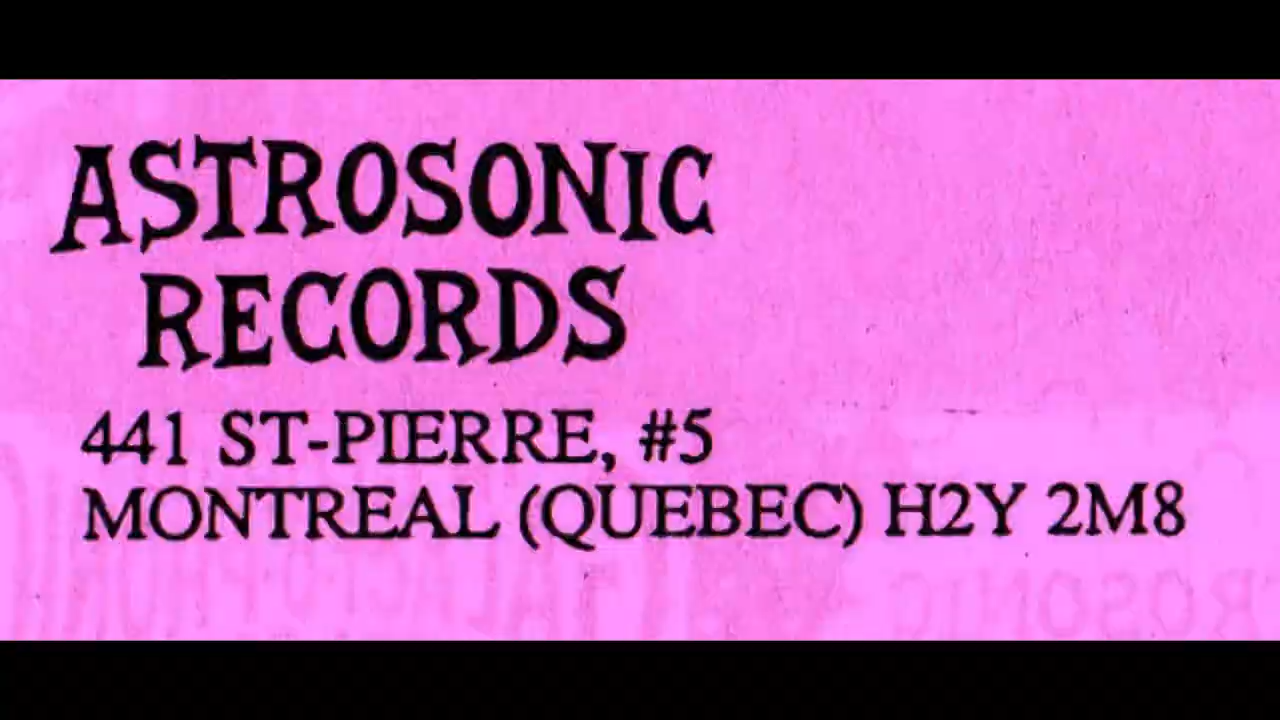 ASTROSONIC
RECORDS
441 ST-PIERRE, #5
MONTREAL (QUEBEC) H2Y 2M8